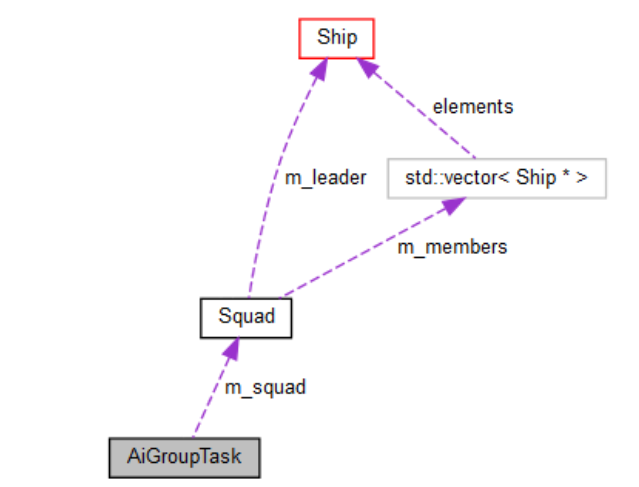 Ship
elements
m_leader
std::vector< Ship * >
m_members
Squad
m_squad
AiGroupTask